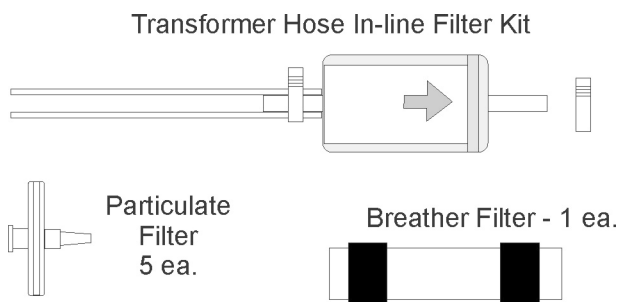 Transformer Hose In-line Filter Kit
Particulate
Filter
5 ea.
Breather Filter - 1 ea.